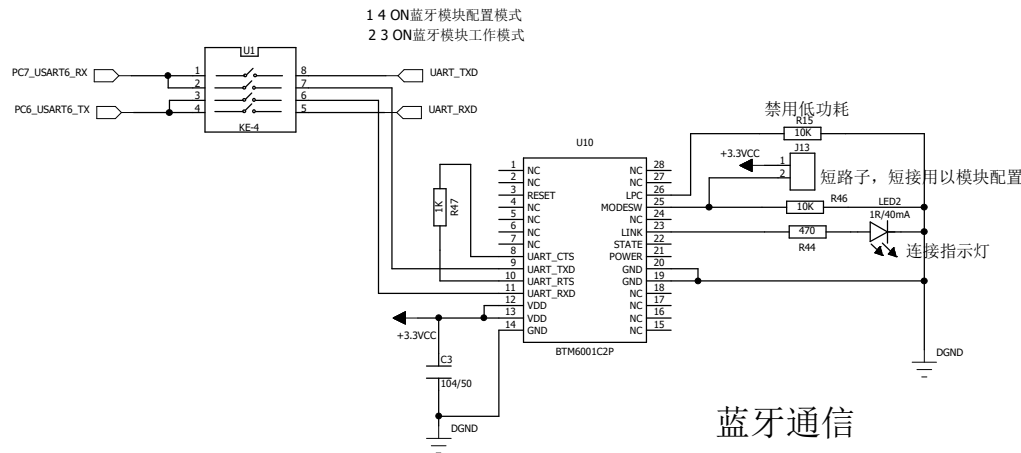 1 4 ON蓝牙模块配置模式
2 3 ON蓝牙模块工作模式
U1
PC7_USART6_RX
1
8
UART_TXD
2
7
3
6
PC6_USART6_TX
4
5
UART_RXD
KE-4
禁用低功耗
R15
10K
J13
+3.3VCC
1
2
短路子，短接用以模块配置
U10
1K
R47
1
NC
NC
28
2
NC
NC
27
3
RESET
LPC
26
4
NC
MODESW
25
5
NC
NC
24
6
NC
LINK
23
7
NC
STATE
22
8
UART_CTS
POWER
21
9
UART_TXD
GND
20
10
UART_RTS
GND
19
11
UART_RXD
NC
18
12
VDD
NC
17
13
VDD
NC
16
14
GND
NC
15
BTM6001C2P
10K
R46
LED2
1R/40mA
470
R44
连接指示灯
+3.3VCC
C3
104/50
DGND
DGND
蓝牙通信